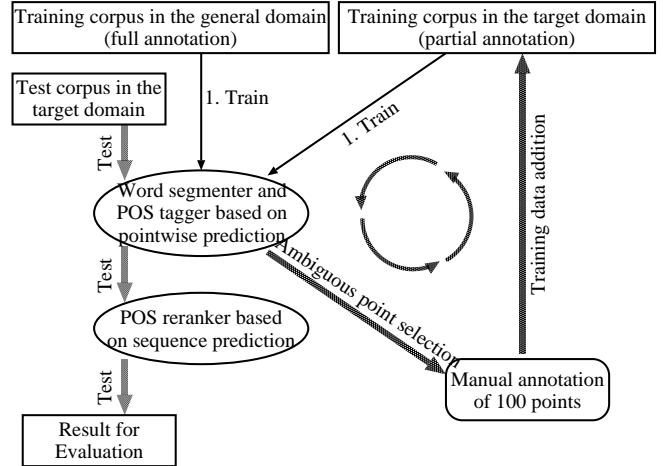 Training corpus in the general domain
(full annotation)
Training corpus in the target domain
(partial annotation)
Test corpus in the
target domain
1. Train
1. Train
Test
Training data addition
Word segmenter and
POS tagger based on
pointwise prediction
Ambiguous point selection
Test
POS reranker based
on sequence prediction
Manual annotation
of 100 points
Test
Result for
Evaluation